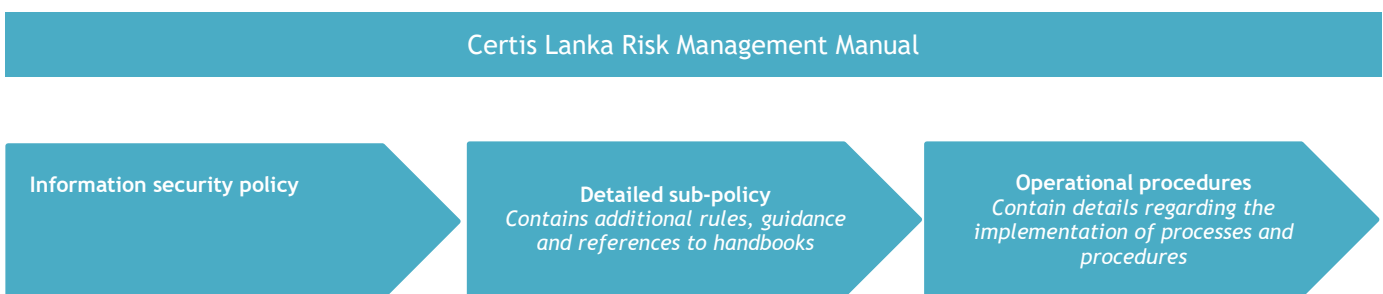 Certis Lanka Risk Management Manual
Information security policy
Detailed sub-policy
Contains additional rules, guidance
and references to handbooks
Operational procedures
Contain details regarding the
implementation of processes and
procedures